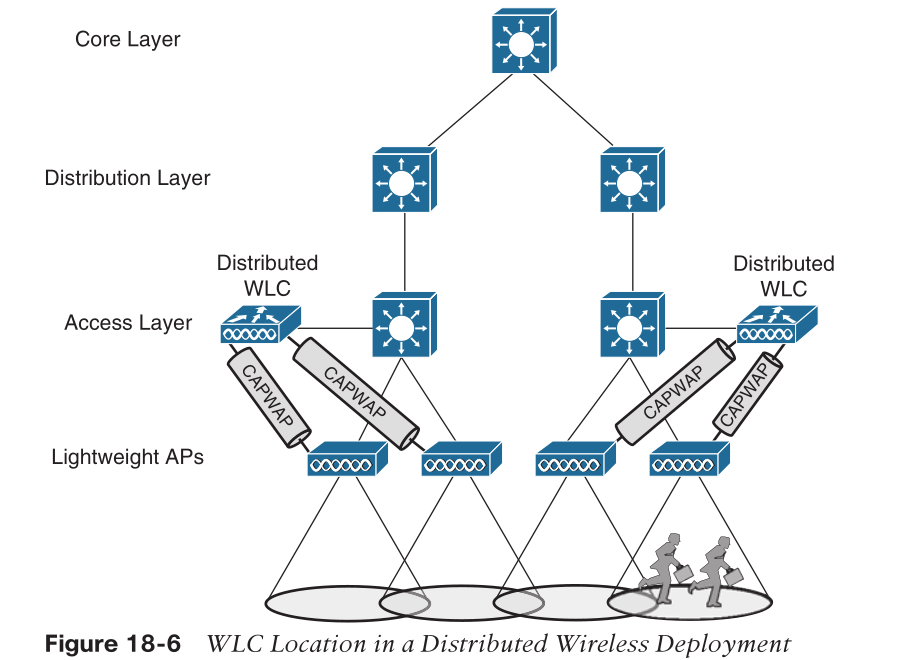 Core Layer
Distribution Layer
Distributed
WLC
Distributed
WLC
Access Layer
CAPWAP
CAPWAP
CAPWAP
CAPWAP
Lightweight APs
Figure 18-6 WLC Location in a Distributed Wireless Deployment